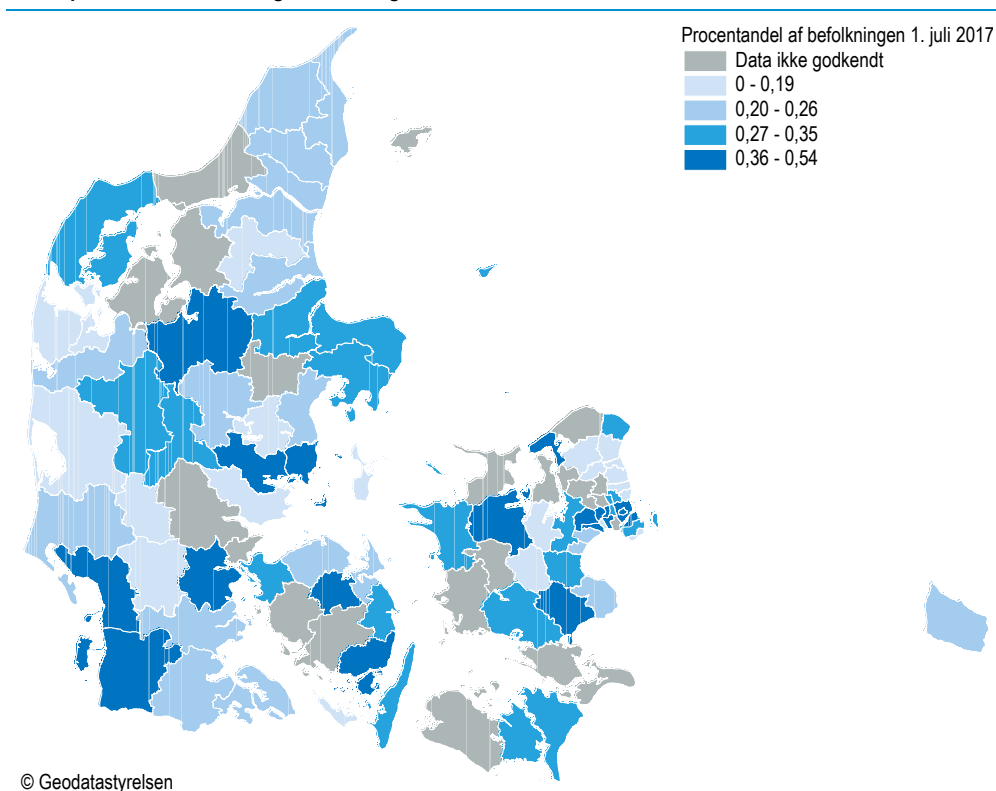 Procentandel af befolkningen 1. juli 2017
Data ikke godkendt
0 - 0,19
0,20 - 0,26
0,27 - 0,35
0,36 - 0,54
© Geodatastyrelsen